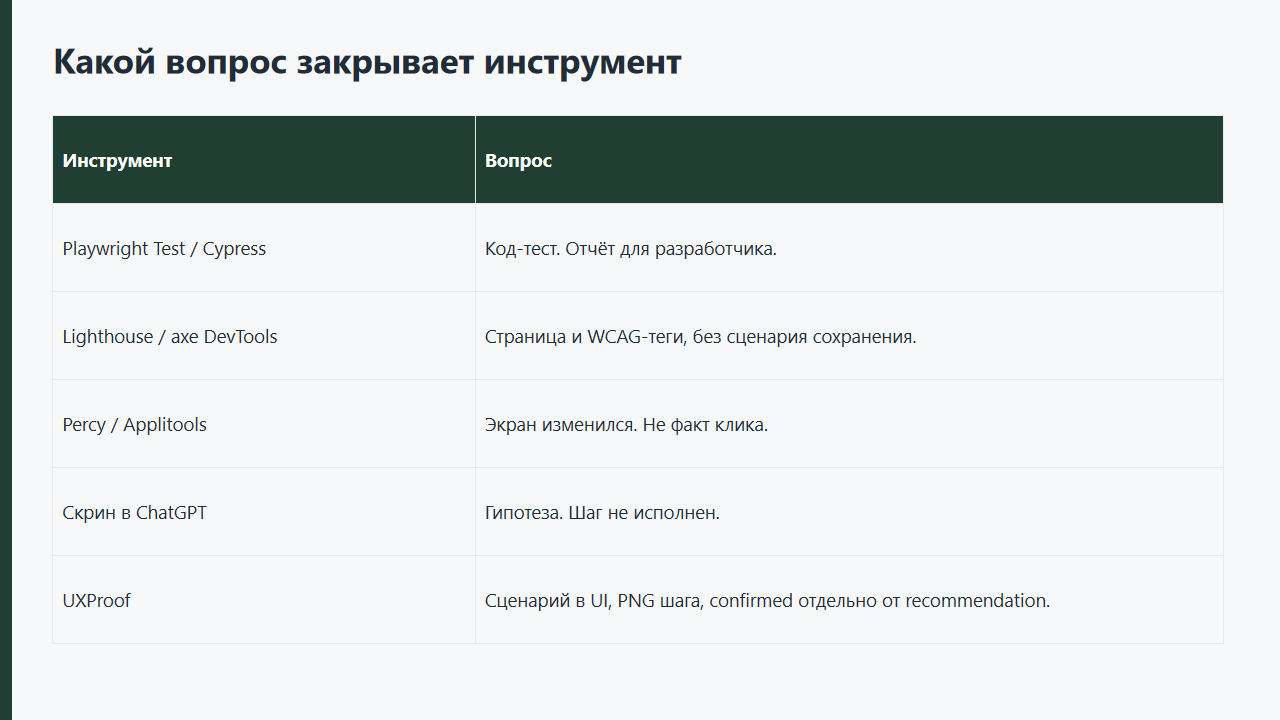 Какой вопрос закрывает инструмент
Инструмент
Вопрос
Playwright Test / Cypress
Код-тест. Отчёт для разработчика.
Lighthouse / axe DevTools
Страница и WCAG-теги, без сценария сохранения.
Percy / Applitools
Экран изменился. Не факт клика.
Скрин в ChatGPT
Гипотеза. Шаг не исполнен.
UXProof
Сценарий в UI, PNG шага, confirmed отдельно от recommendation.